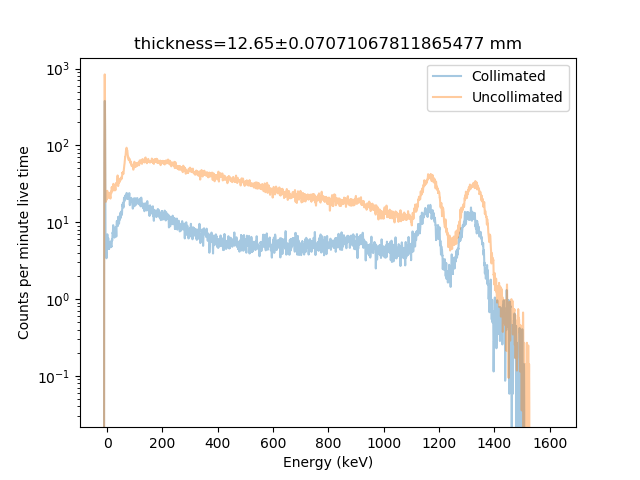 thickness=12.65±0.07071067811865477 mm
Collimated
Uncollimated
Counts per minute live time
10³
10²
10¹
10⁰
10⁻¹
0 200 400 600 800 1000 1200 1400 1600
Energy (keV)